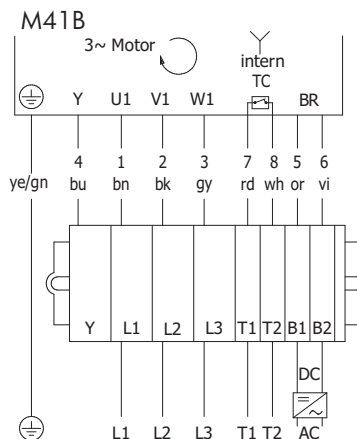 M41B
3~ Motor
intern
TC
Y U1 V1 W1 BR
4 1 2 3 7 8 5 6
ye/gn bu bn bk gy rd wh or vi
Y L1 L2 L3 T1 T2 B1 B2
DC
= ~
L1 L2 L3 T1 T2 AC